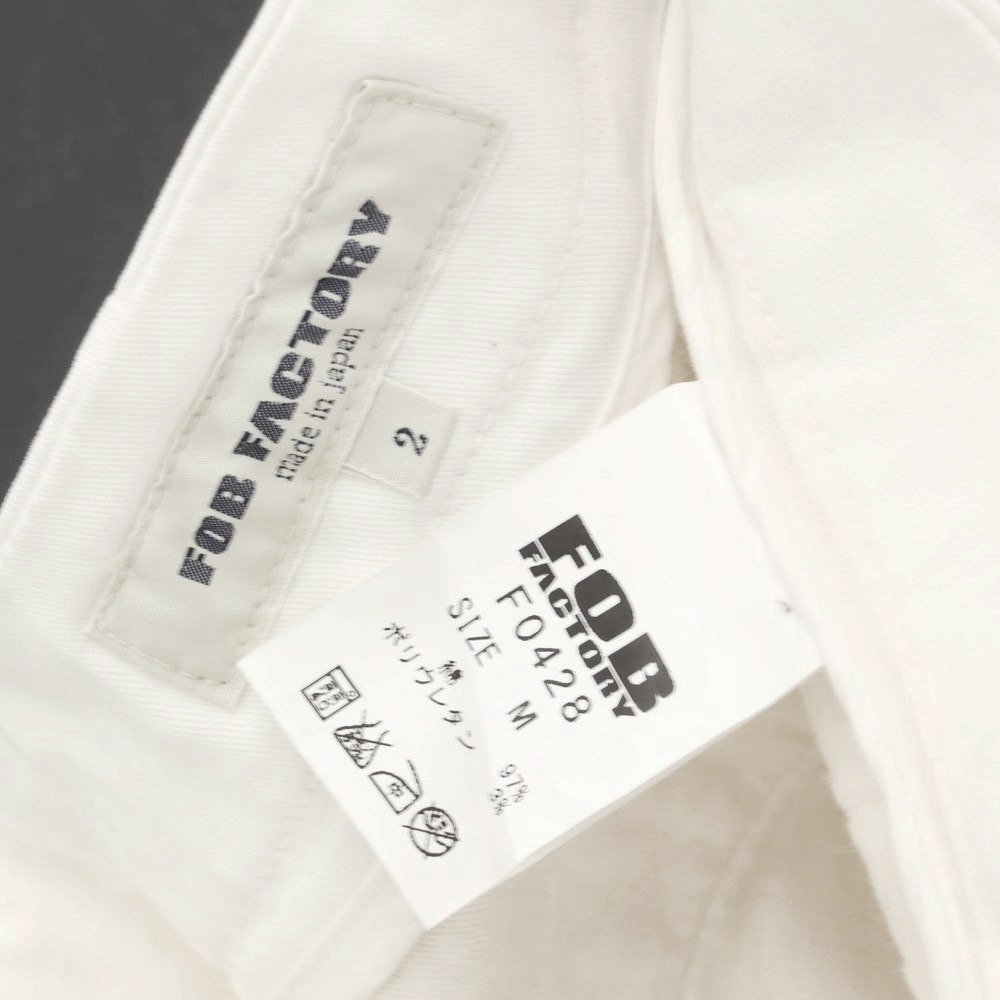 FOB FACTORY
made in japan
2
FOB
FACTORY
F0428
SIZE M
綿 97%
ポリウレタン 3%
中